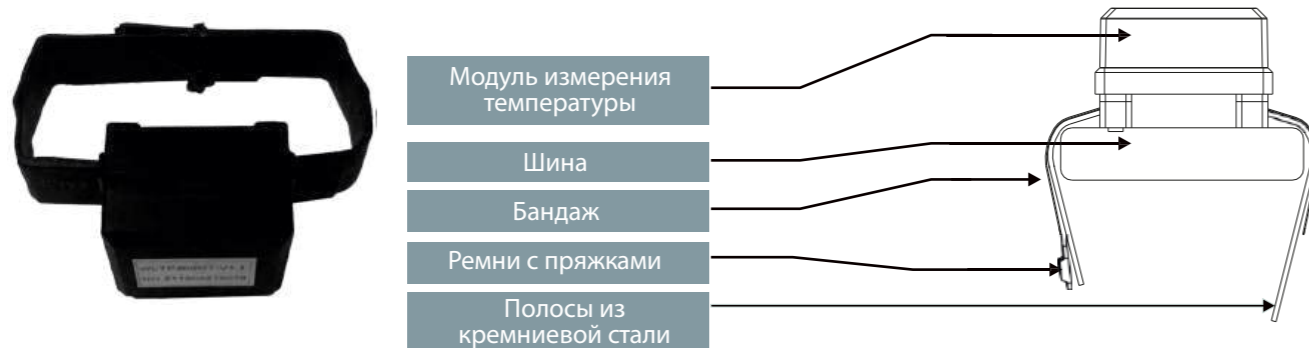 Модуль измерения
температуры
Шина
Бандаж
Ремни с пряжками
Полосы из
кремниевой стали